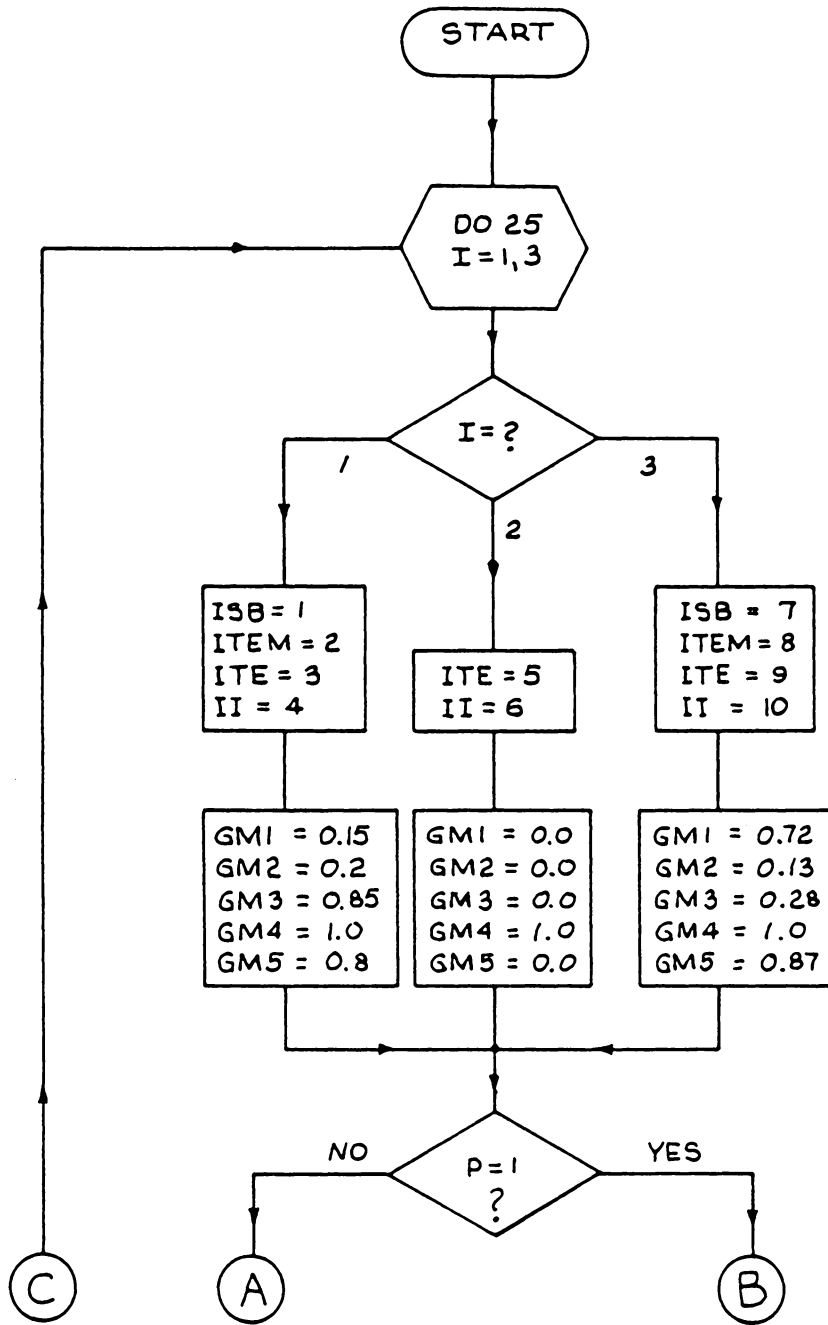 START
DO 25
I = 1, 3
I = ?
1
3
2
ISB = 1
ITEM = 2
ITE = 3
II = 4
ITE = 5
II = 6
ISB = 7
ITEM = 8
ITE = 9
II = 10
GM1 = 0.15
GM2 = 0.2
GM3 = 0.85
GM4 = 1.0
GM5 = 0.8
GM1 = 0.0
GM2 = 0.0
GM3 = 0.0
GM4 = 1.0
GM5 = 0.0
GM1 = 0.72
GM2 = 0.13
GM3 = 0.28
GM4 = 1.0
GM5 = 0.87
NO
P = 1
?
YES
C
A
B